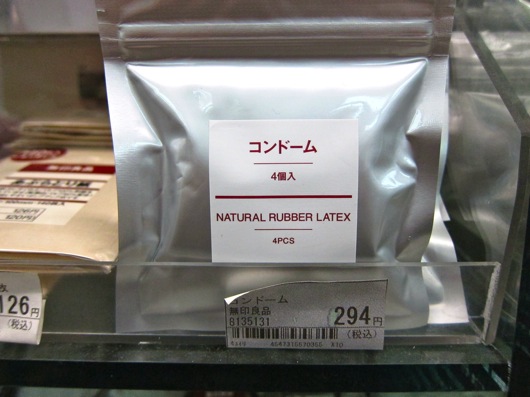 コンドーム
4個入
NATURAL RUBBER LATEX
4PCS
コンドーム
無印良品
8135131
294円
(税込)
126円
(税込)